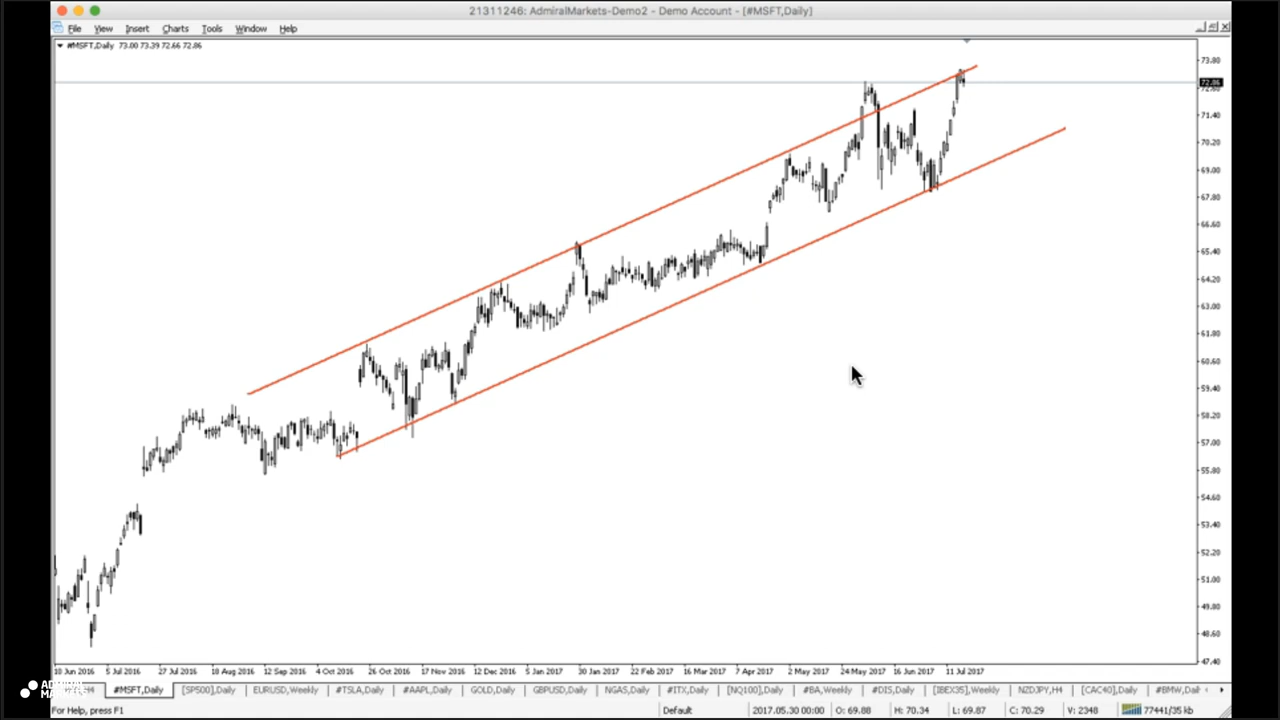 21311246: AdmiralMarkets-Demo2 - Demo Account - [#MSFT,Daily]
File View Insert Charts Tools Window Help
#MSFT,Daily 73.00 73.39 72.66 72.86
73.80
72.86
71.40
70.20
69.00
67.80
66.60
65.40
64.20
63.00
61.80
60.60
59.40
58.20
57.00
55.80
54.60
53.40
52.20
51.00
49.80
48.60
47.40
10 Jun 2016 5 Jul 2016 27 Jul 2016 18 Aug 2016 12 Sep 2016 4 Oct 2016 26 Oct 2016 17 Nov 2016 12 Dec 2016 5 Jan 2017 30 Jan 2017 22 Feb 2017 16 Mar 2017 7 Apr 2017 2 May 2017 24 May 2017 16 Jun 2017 11 Jul 2017
#MSFT,Daily [SP500],Daily EURUSD,Weekly #TSLA,Daily #AAPL,Daily GOLD,Daily GBPUSD,Daily NGAS,Daily #ITX,Daily [NQ100],Daily #BA,Weekly #DIS,Daily [IBEX35],Weekly NZDJPY,H4 [CAC40],Daily #BMW,Dail
ADMIRAL
MARKETS
For Help, press F1 Default 2017.05.30 00:00 O: 69.88 H: 70.34 L: 69.87 C: 70.29 V: 2348 77441/35 kb